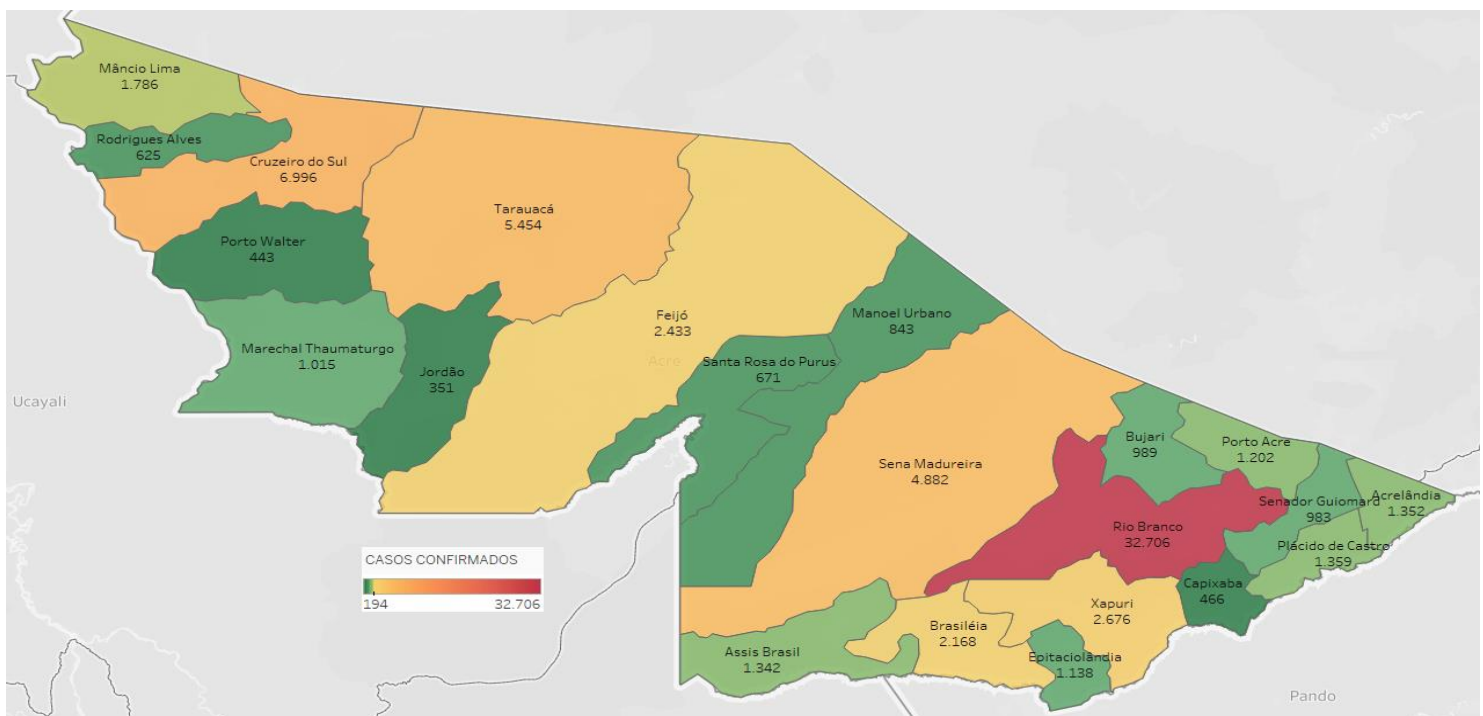 Mâncio Lima
1.786
Rodrigues Alves
625
Cruzeiro do Sul
6.996
Tarauacá
5.454
Porto Walter
443
Marechal Thaumaturgo
1.015
Jordão
351
Feijó
2.433
Acre
Manoel Urbano
843
Santa Rosa do Purus
671
Ucayali
Sena Madureira
4.882
Bujari
989
Porto Acre
1.202
Senador Guiomard
983
Acrelândia
1.352
Rio Branco
32.706
Plácido de Castro
1.359
Capixaba
466
Xapuri
2.676
Brasiléia
2.168
Epitaciolândia
1.138
Assis Brasil
1.342
Pando
CASOS CONFIRMADOS
194 32.706